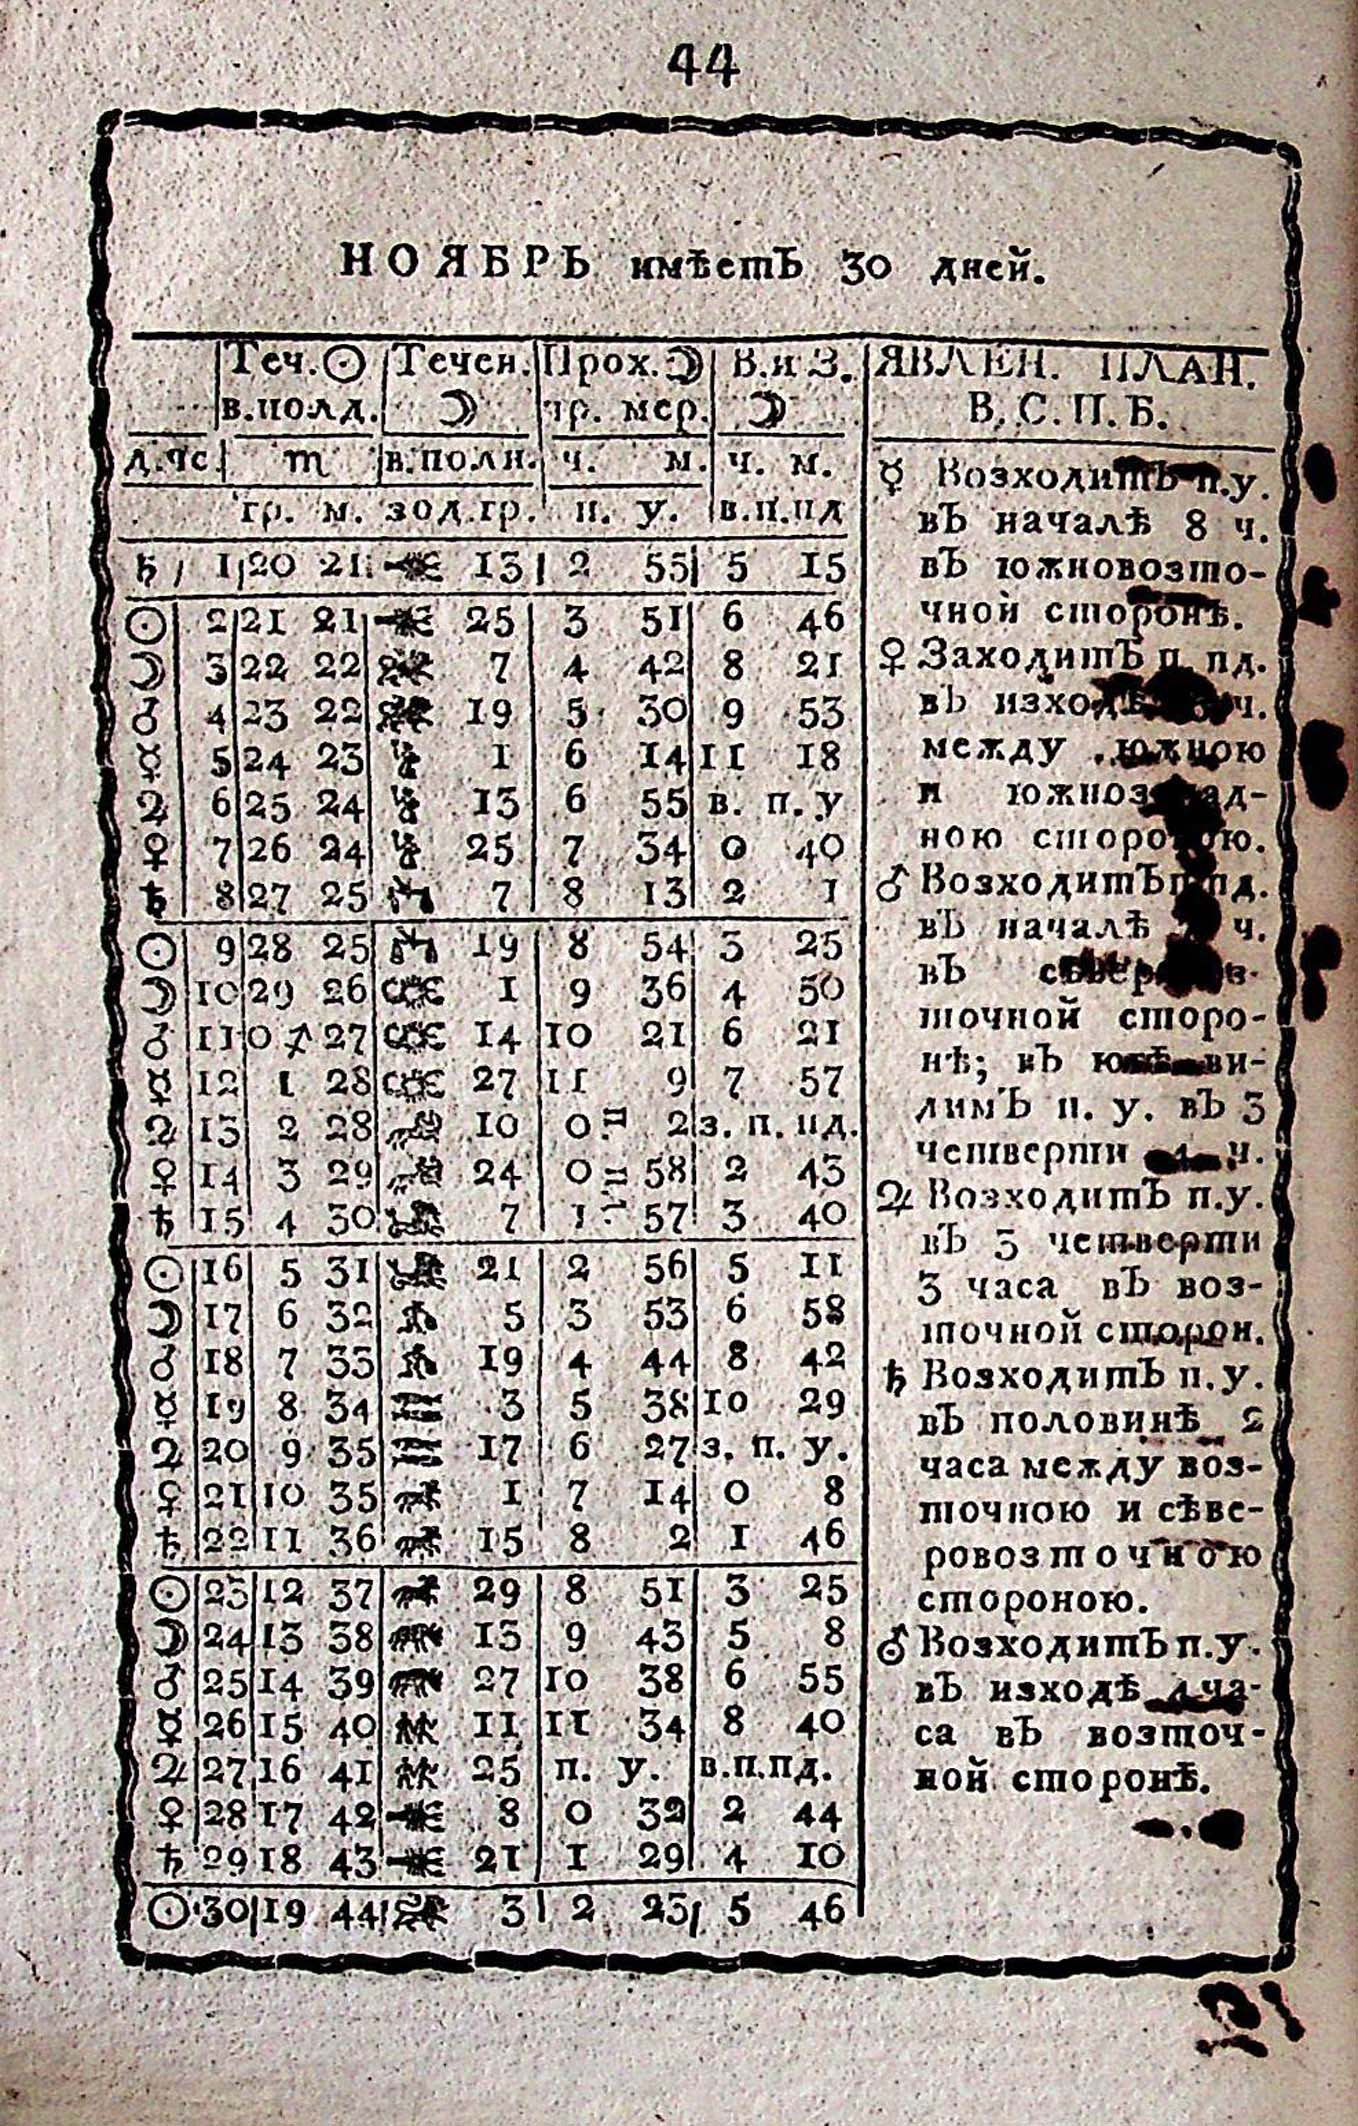 44
НОЯБРЬ имѣетЪ 30 дней.
Теч. ☉ Течен. Прох. ☽ В. и З. ЯВЛЕН. ПЛАН.
в. полд. ☽ чр. мер. ☽ В. С. П. Б.
д. чс. ♏ в. полн. ч. м. ч. м.
гр. м. зод. гр. п. у. в. п. пд
♄ 1 20 21 13 2 55 5 15
☉ 2 21 21 25 3 51 6 46
☽ 3 22 22 7 4 42 8 21
♂ 4 23 22 19 5 30 9 53
☿ 5 24 23 1 6 14 11 18
♃ 6 25 24 13 6 55 в. п. у
♀ 7 26 24 25 7 34 0 40
♄ 8 27 25 7 8 13 2 1
☉ 9 28 25 19 8 54 3 25
☽ 10 29 26 1 9 36 4 50
♂ 11 0 ♐ 27 14 10 21 6 21
☿ 12 1 28 27 11 9 7 57
♃ 13 2 28 10 0 2 з. п. пд.
♀ 14 3 29 24 0 58 2 43
♄ 15 4 30 7 1 57 3 40
☉ 16 5 31 21 2 56 5 11
☽ 17 6 32 5 3 53 6 58
♂ 18 7 33 19 4 44 8 42
☿ 19 8 34 3 5 38 10 29
♃ 20 9 35 17 6 27 з. п. у.
♀ 21 10 35 1 7 14 0 8
♄ 22 11 36 15 8 2 1 46
☉ 23 12 37 29 8 51 3 25
☽ 24 13 38 13 9 43 5 8
♂ 25 14 39 27 10 38 6 55
☿ 26 15 40 11 11 34 8 40
♃ 27 16 41 25 п. у. в. п. пд.
♀ 28 17 42 8 0 32 2 44
♄ 29 18 43 21 1 29 4 10
☉ 30 19 44 3 2 23 5 46
☿ ВозходитЪ п. у.
вЪ началѣ 8 ч.
вЪ южновозто-
чной сторонѣ.
♀ ЗаходитЪ п. пд.
вЪ изходѣ ч.
между южною
и южнозапад-
ною стороною.
♂ ВозходитЪ п. пд.
вЪ началѣ ч.
вЪ
точной сторо-
нѣ; вЪ югѣ ви-
димЪ п. у. вЪ 3
четверти 4 ч.
♃ ВозходитЪ п. у.
вЪ 3 четверти
3 часа вЪ воз-
точной сторон.
♄ ВозходитЪ п. у.
вЪ половинѣ 2
часа между воз-
точною и сѣве-
ровозточною
стороною.
ВозходитЪ п. у.
вЪ изходѣ 4 ча-
са вЪ возточ-
ной сторонѣ.